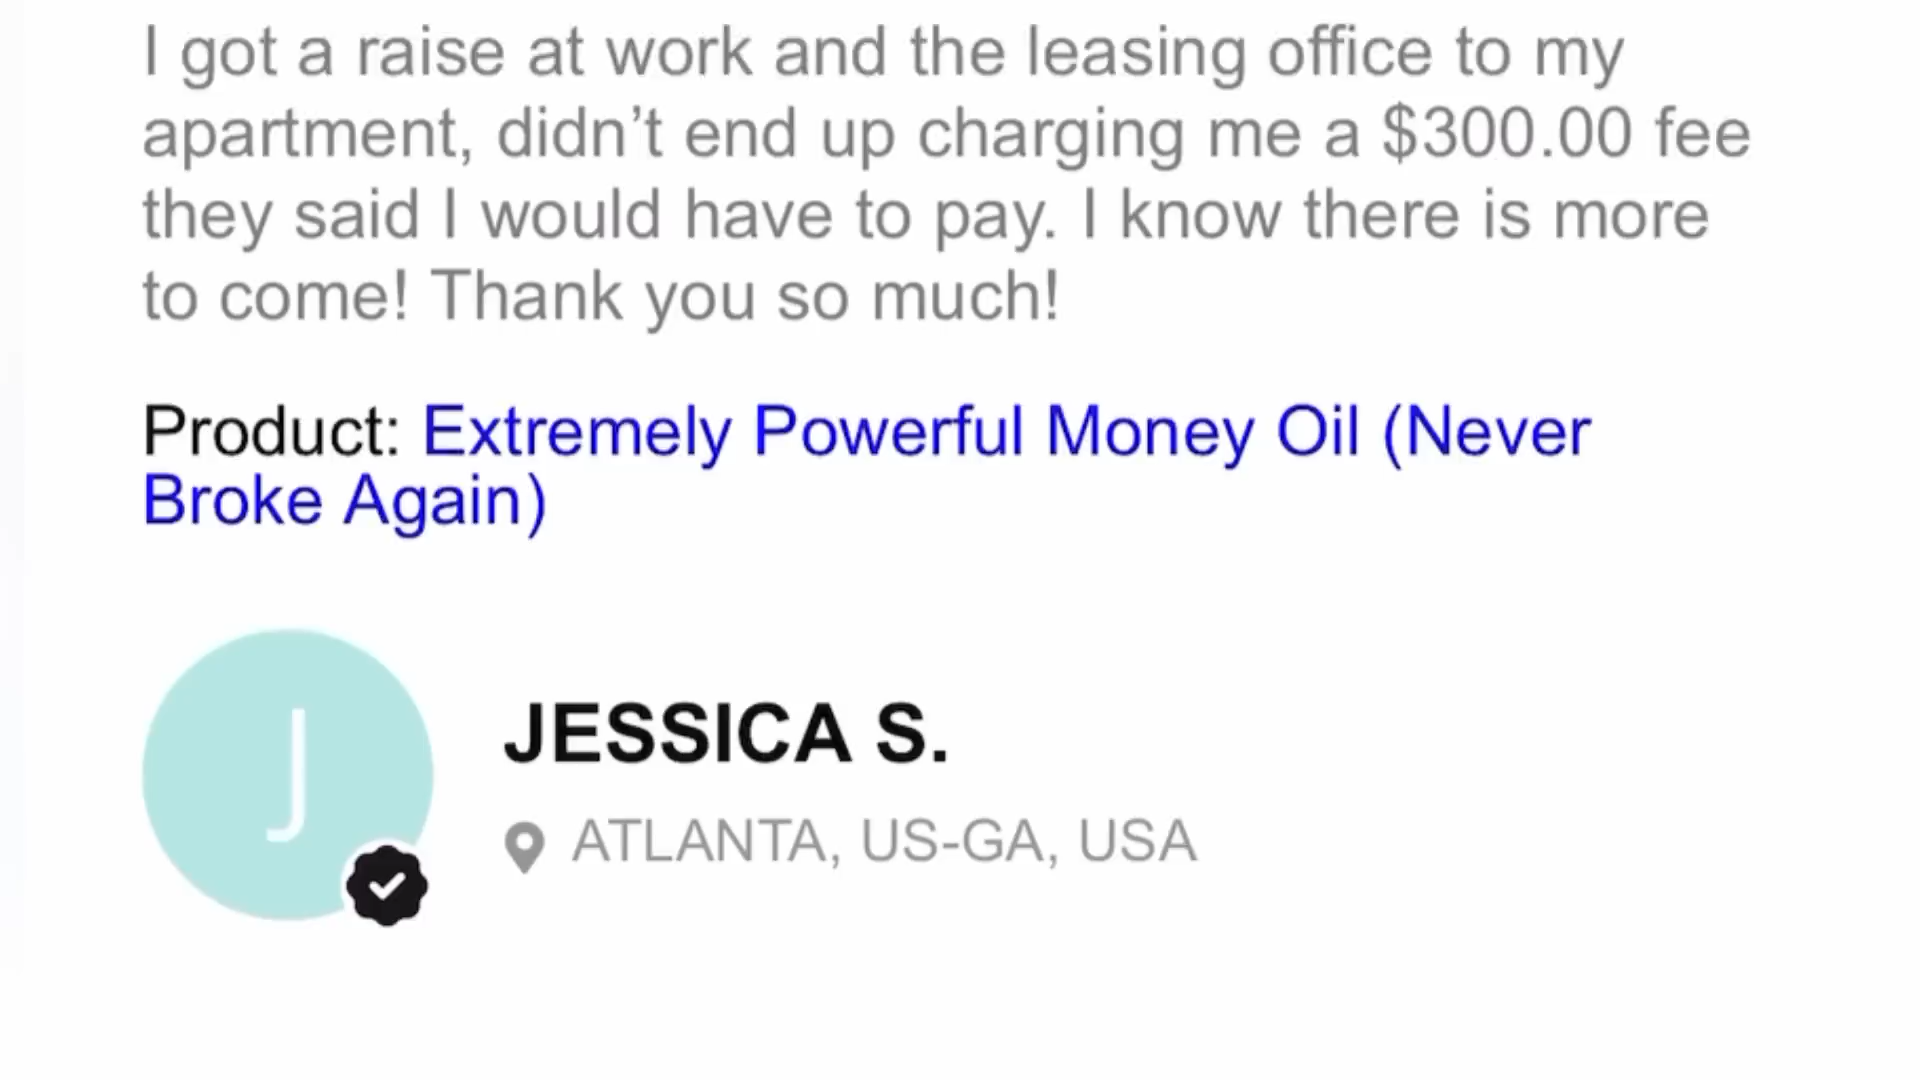 I got a raise at work and the leasing office to my
apartment, didn’t end up charging me a $300.00 fee
they said I would have to pay. I know there is more
to come! Thank you so much!
Product: Extremely Powerful Money Oil (Never
Broke Again)
J
JESSICA S.
ATLANTA, US-GA, USA